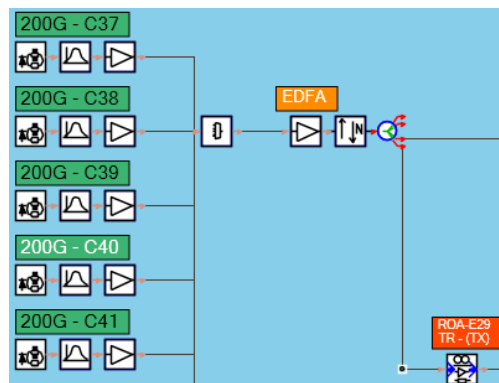 200G - C37
200G - C38
EDFA
N
200G - C39
200G - C40
200G - C41
ROA-E29
TR - (TX)